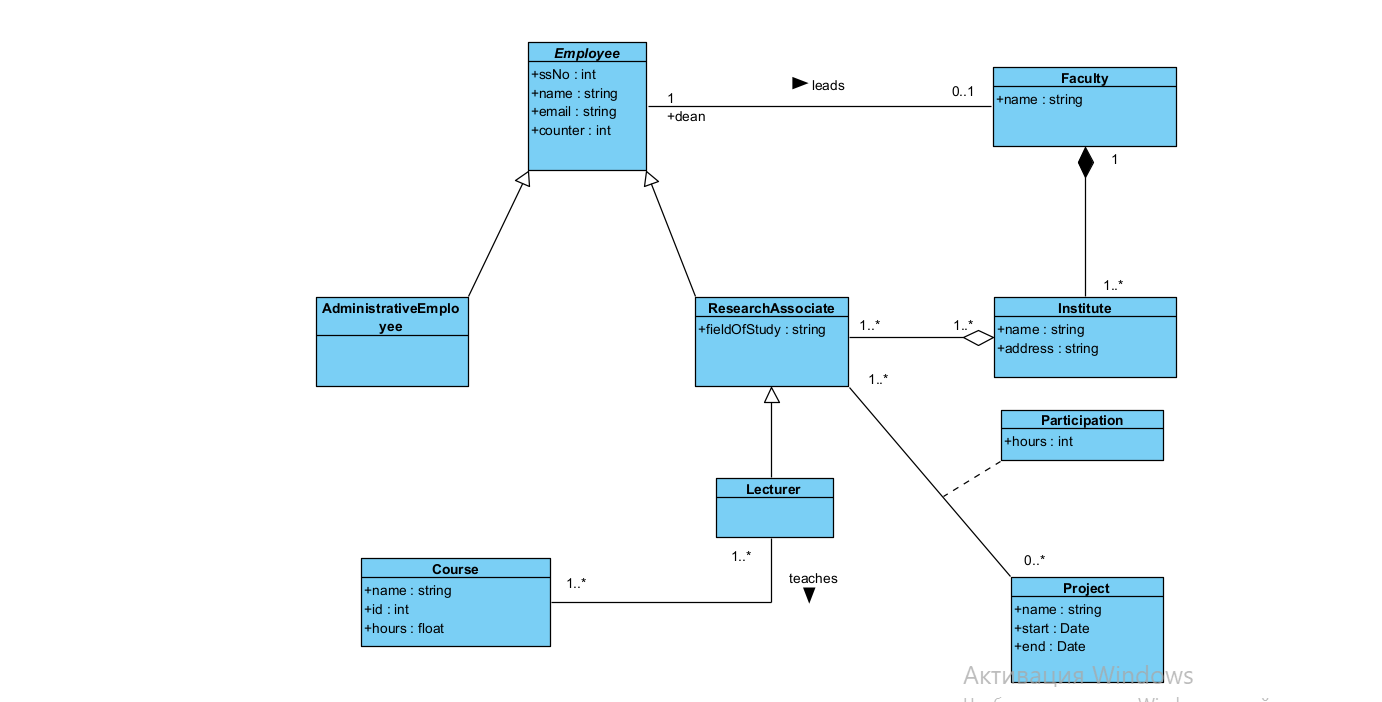 Employee
+ssNo : int
+name : string
+email : string
+counter : int
leads
1
+dean
0..1
Faculty
+name : string
1
1..*
AdministrativeEmplo
yee
ResearchAssociate
+fieldOfStudy : string
1..*
1..*
Institute
+name : string
+address : string
1..*
Participation
+hours : int
Lecturer
1..*
teaches
Course
+name : string
+id : int
+hours : float
1..*
0..*
Project
+name : string
+start : Date
+end : Date
Активация Windows